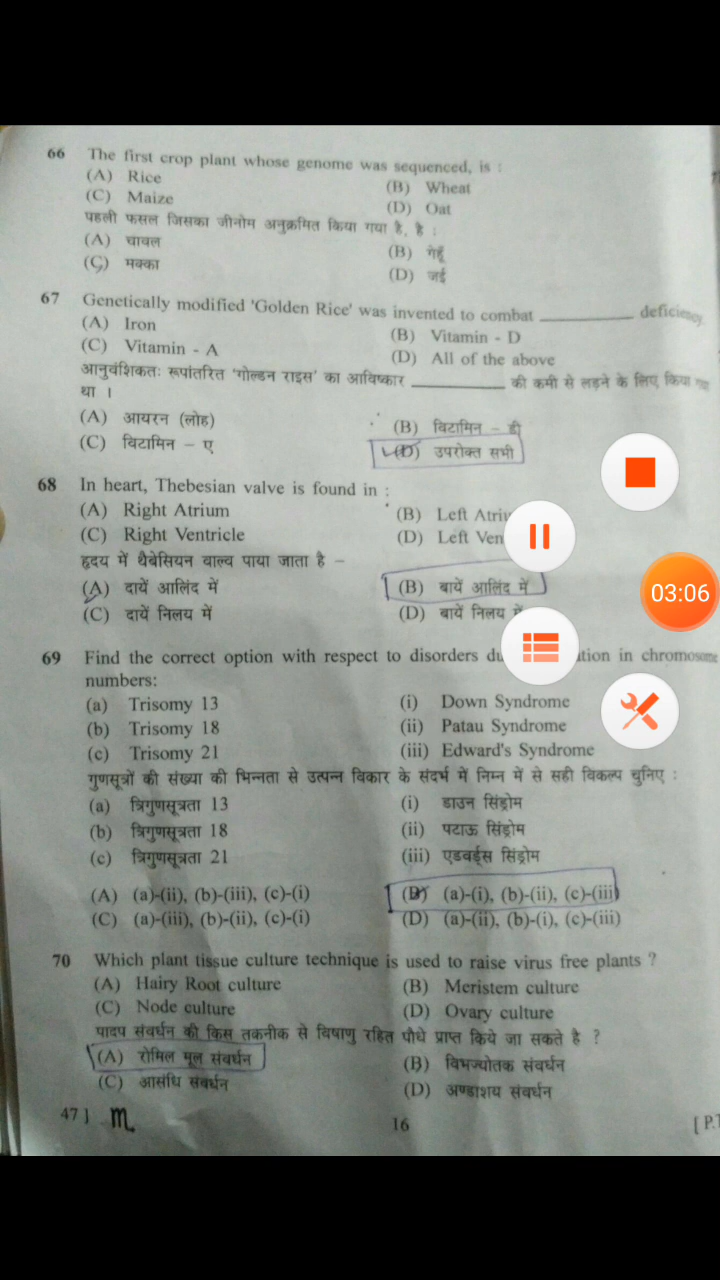 66 The first crop plant whose genome was sequenced, is :
(A) Rice (B) Wheat
(C) Maize (D) Oat
पहली फसल जिसका जीनोम अनुक्रमित किया गया है, है :
(A) चावल (B) गेहूँ
(C) मक्का (D) जई
67 Genetically modified 'Golden Rice' was invented to combat ________ deficiency.
(A) Iron (B) Vitamin - D
(C) Vitamin - A (D) All of the above
आनुवंशिकतः रूपांतरित 'गोल्डन राइस' का आविष्कार ________ की कमी से लड़ने के लिए किया गया
था ।
(A) आयरन (लोह) (B) विटामिन – डी
(C) विटामिन – ए (D) उपरोक्त सभी
68 In heart, Thebesian valve is found in :
(A) Right Atrium (B) Left Atriu
(C) Right Ventricle (D) Left Ven
हृदय में थैबेसियन वाल्व पाया जाता है –
(A) दायें आलिंद में (B) बायें आलिंद में
(C) दायें निलय में (D) बायें निलय में
69 Find the correct option with respect to disorders du tion in chromosome
numbers:
(a) Trisomy 13 (i) Down Syndrome
(b) Trisomy 18 (ii) Patau Syndrome
(c) Trisomy 21 (iii) Edward's Syndrome
गुणसूत्रों की संख्या की भिन्नता से उत्पन्न विकार के संदर्भ में निम्न में से सही विकल्प चुनिए :
(a) त्रिगुणसूत्रता 13 (i) डाउन सिंड्रोम
(b) त्रिगुणसूत्रता 18 (ii) पटाऊ सिंड्रोम
(c) त्रिगुणसूत्रता 21 (iii) एडवर्ड्स सिंड्रोम
(A) (a)-(ii), (b)-(iii), (c)-(i) (B) (a)-(i), (b)-(ii), (c)-(iii)
(C) (a)-(iii), (b)-(ii), (c)-(i) (D) (a)-(ii), (b)-(i), (c)-(iii)
70 Which plant tissue culture technique is used to raise virus free plants ?
(A) Hairy Root culture (B) Meristem culture
(C) Node culture (D) Ovary culture
पादप संवर्धन की किस तकनीक से विषाणु रहित पौधे प्राप्त किये जा सकते है ?
(A) रोमिल मूल संवर्धन (B) विभज्योतक संवर्धन
(C) आसंधि संवर्धन (D) अण्डाशय संवर्धन
47 ] m 16 [ P.T
03:06